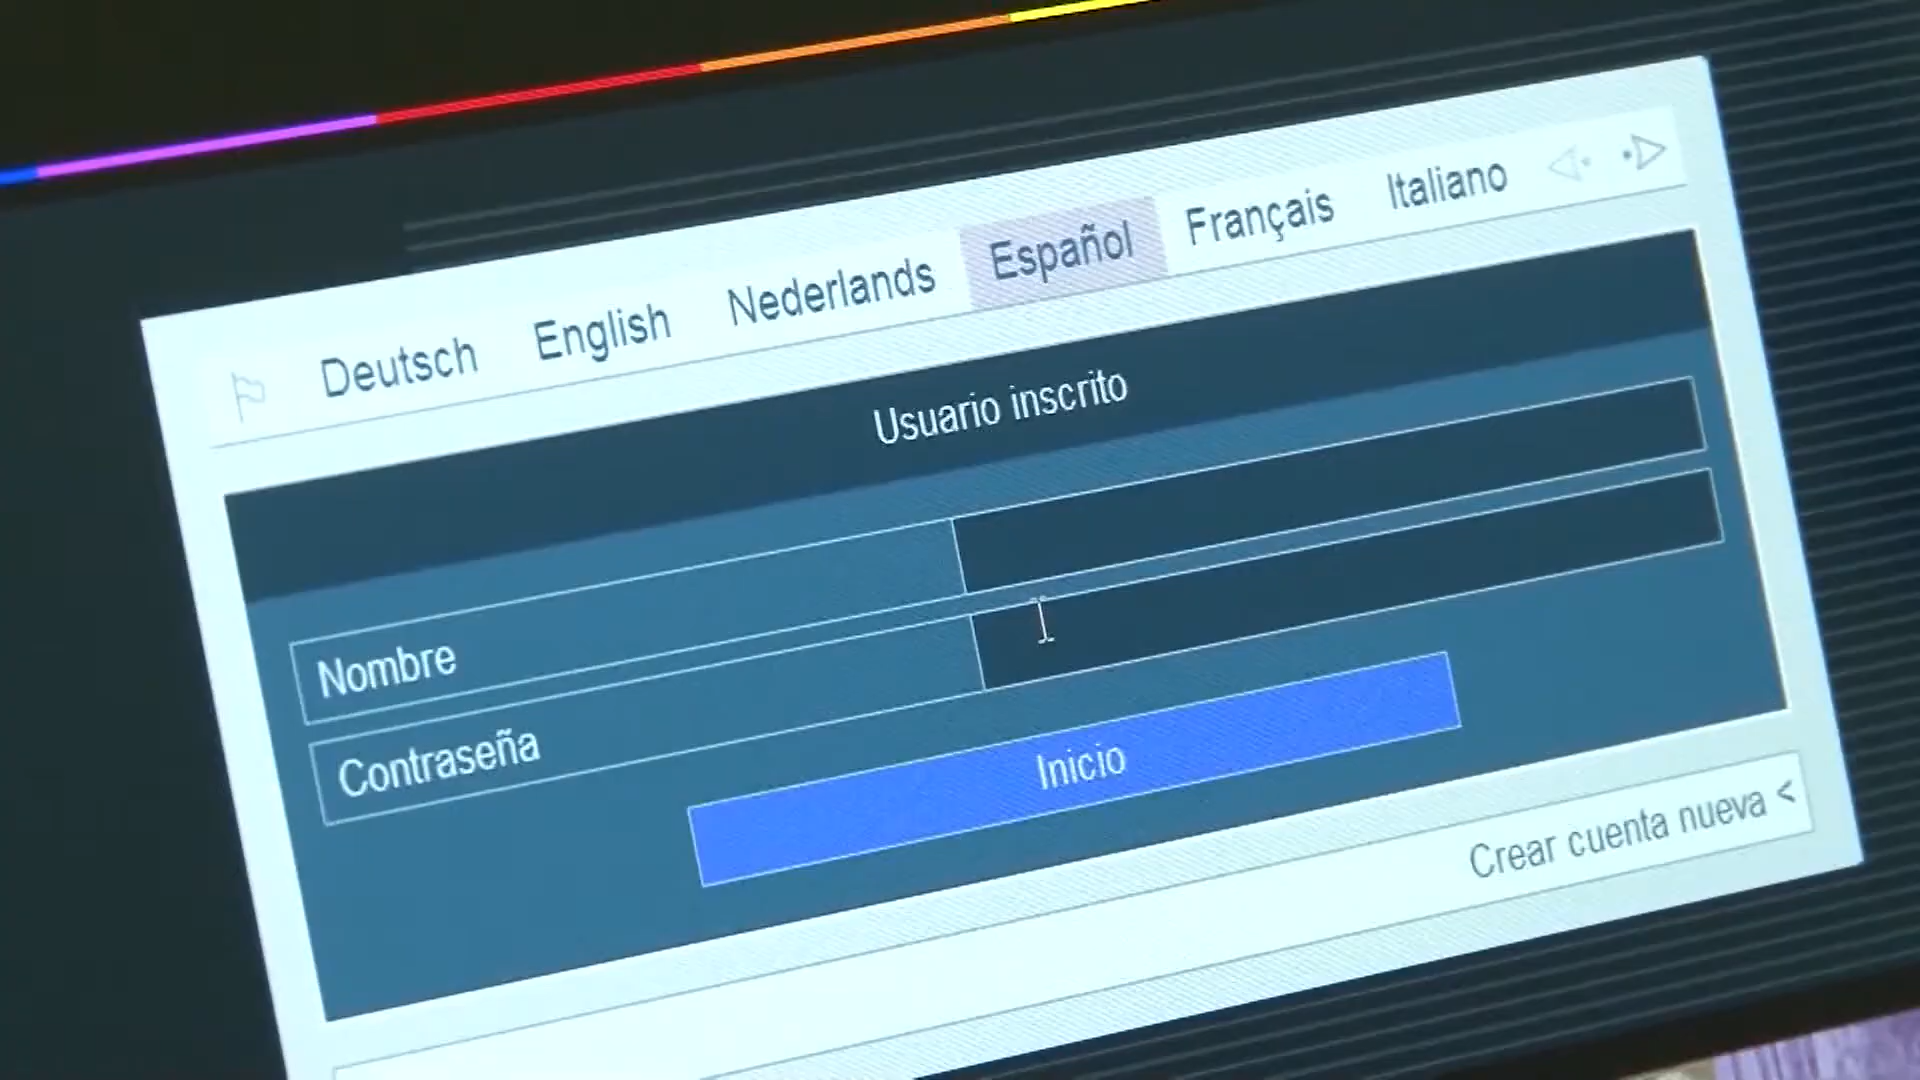 Deutsch English Nederlands Español Français Italiano
Usuario inscrito
Nombre
Contraseña
Inicio
Crear cuenta nueva <